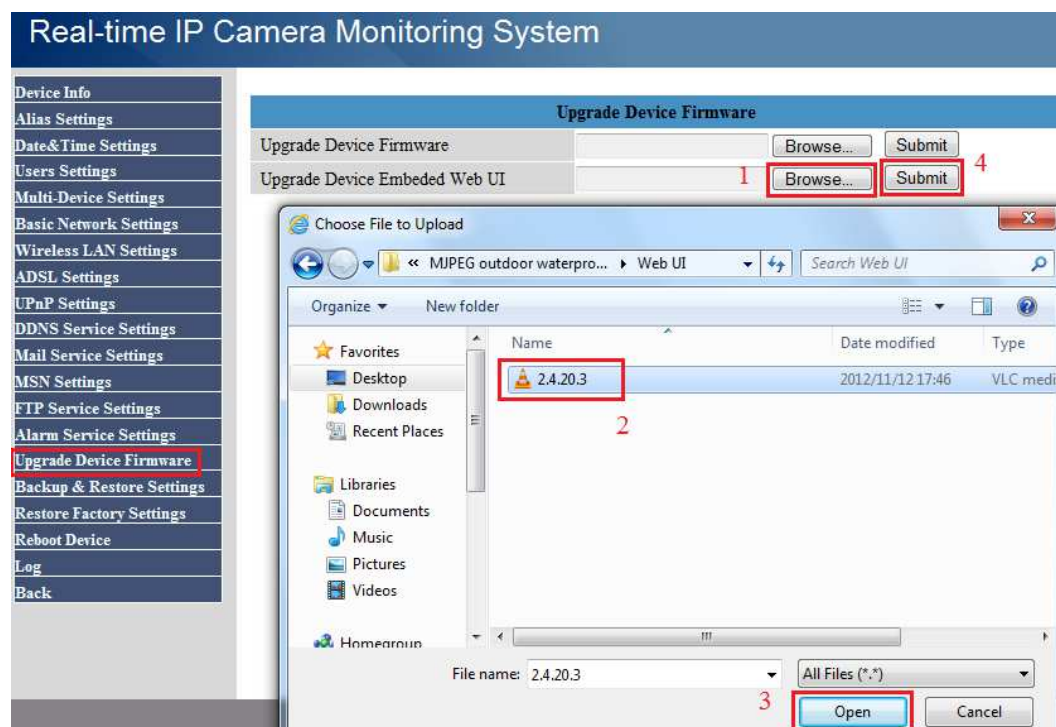 Real-time IP Camera Monitoring System
Device Info
Alias Settings
Date&Time Settings
Users Settings
Multi-Device Settings
Basic Network Settings
Wireless LAN Settings
ADSL Settings
UPnP Settings
DDNS Service Settings
Mail Service Settings
MSN Settings
FTP Service Settings
Alarm Service Settings
Upgrade Device Firmware
Backup & Restore Settings
Restore Factory Settings
Reboot Device
Log
Back
Upgrade Device Firmware
Upgrade Device Firmware Browse... Submit
Upgrade Device Embeded Web UI 1 Browse... Submit 4
Choose File to Upload x
« MJPEG outdoor waterpro... Web UI Search Web UI
Organize New folder ?
Name Date modified Type
2.4.20.3 2012/11/12 17:46 VLC medi
2
Favorites
Desktop
Downloads
Recent Places
Libraries
Documents
Music
Pictures
Videos
Homegroup
File name: 2.4.20.3 All Files (*.*)
3 Open Cancel